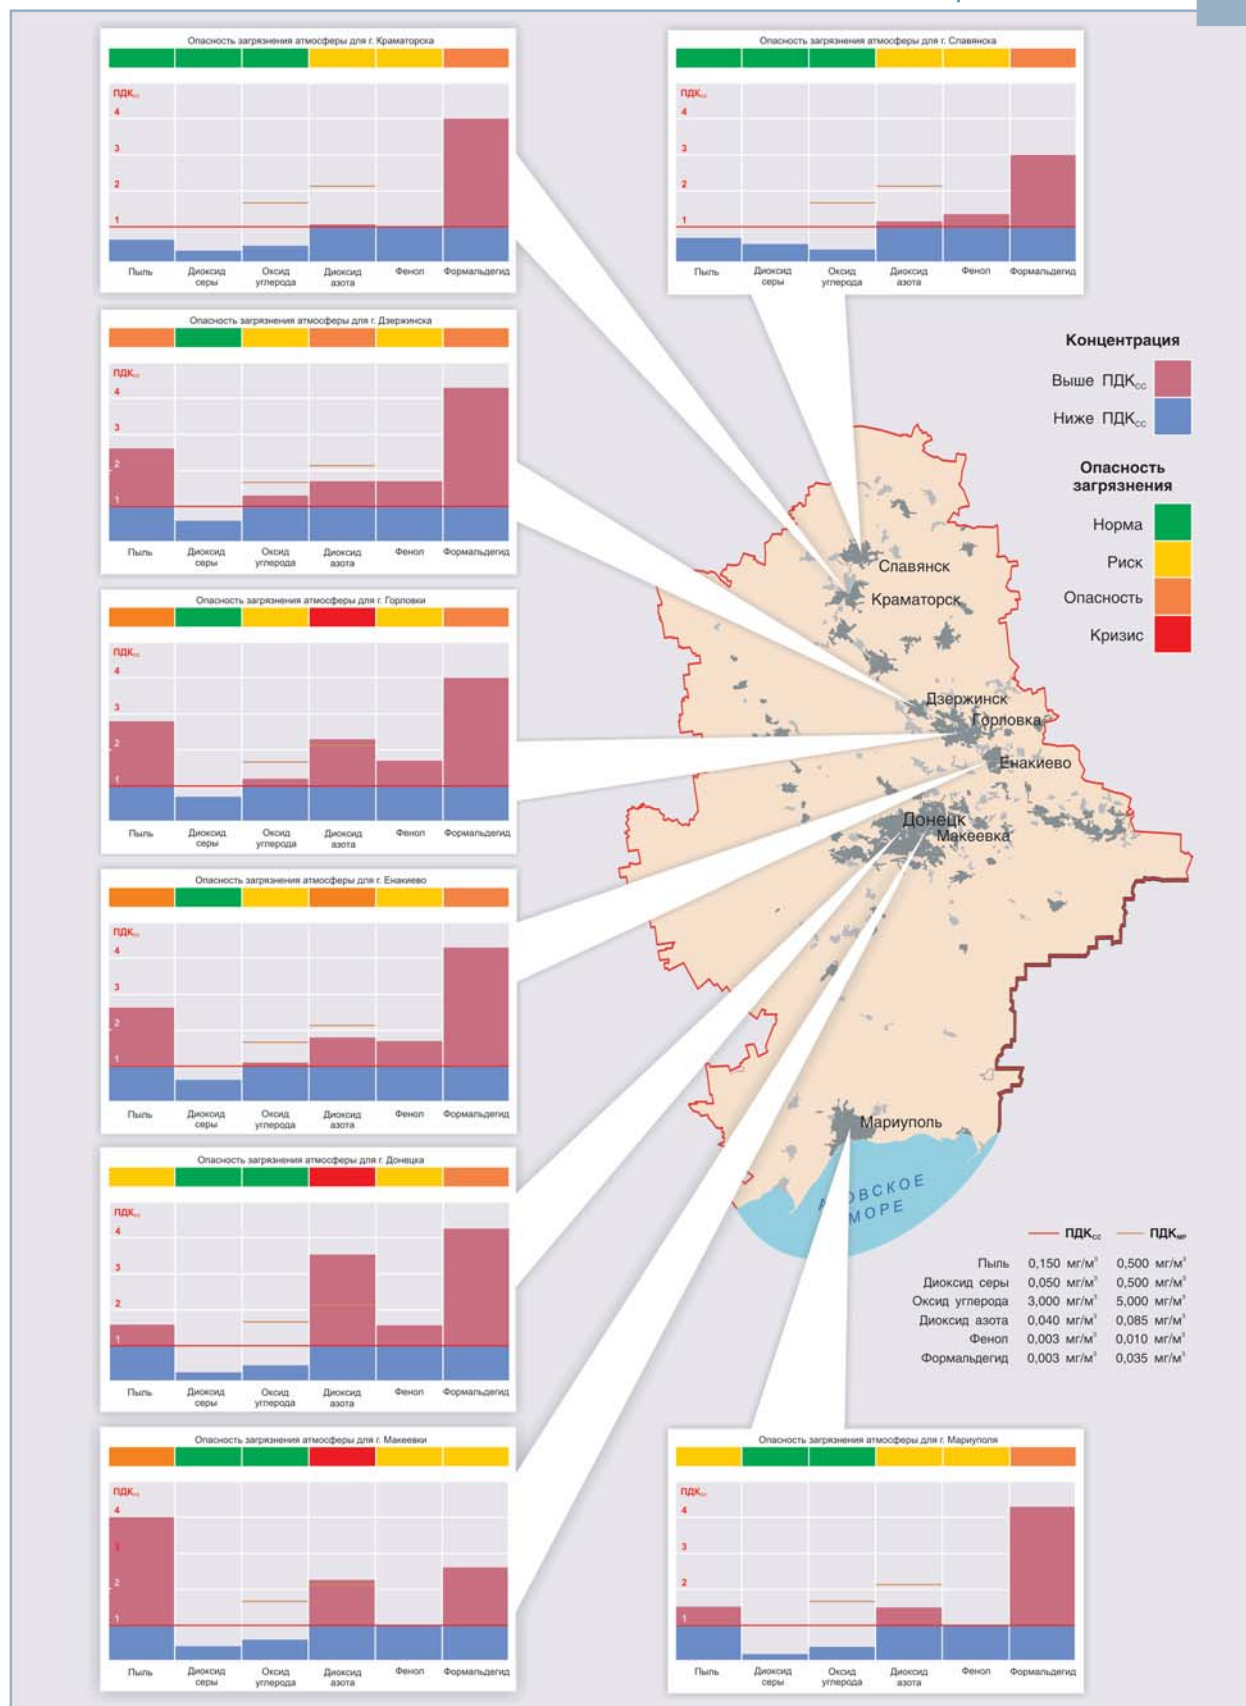 Опасность загрязнения атмосферы для г. Краматорска
ПДКсс
4
3
2
1
Пыль
Диоксид серы
Оксид углерода
Диоксид азота
Фенол
Формальдегид
Опасность загрязнения атмосферы для г. Славянска
ПДКсс
4
3
2
1
Пыль
Диоксид серы
Оксид углерода
Диоксид азота
Фенол
Формальдегид
Опасность загрязнения атмосферы для г. Дзержинска
ПДКсс
4
3
2
1
Пыль
Диоксид серы
Оксид углерода
Диоксид азота
Фенол
Формальдегид
Концентрация
Выше ПДКсс
Ниже ПДКсс
Опасность
загрязнения
Норма
Риск
Опасность
Кризис
Опасность загрязнения атмосферы для г. Горловки
ПДКсс
4
3
2
1
Пыль
Диоксид серы
Оксид углерода
Диоксид азота
Фенол
Формальдегид
Славянск
Краматорск
Дзержинск
Горловка
Енакиево
Донецк
Макеевка
Мариуполь
АЗОВСКОЕ
МОРЕ
Опасность загрязнения атмосферы для г. Енакиево
ПДКсс
4
3
2
1
Пыль
Диоксид серы
Оксид углерода
Диоксид азота
Фенол
Формальдегид
Опасность загрязнения атмосферы для г. Донецка
ПДКсс
4
3
2
1
Пыль
Диоксид серы
Оксид углерода
Диоксид азота
Фенол
Формальдегид
ПДКсс ПДКмр
Пыль 0,150 мг/м³ 0,500 мг/м³
Диоксид серы 0,050 мг/м³ 0,500 мг/м³
Оксид углерода 3,000 мг/м³ 5,000 мг/м³
Диоксид азота 0,040 мг/м³ 0,085 мг/м³
Фенол 0,003 мг/м³ 0,010 мг/м³
Формальдегид 0,003 мг/м³ 0,035 мг/м³
Опасность загрязнения атмосферы для г. Макеевки
ПДКсс
4
3
2
1
Пыль
Диоксид серы
Оксид углерода
Диоксид азота
Фенол
Формальдегид
Опасность загрязнения атмосферы для г. Мариуполя
ПДКсс
4
3
2
1
Пыль
Диоксид серы
Оксид углерода
Диоксид азота
Фенол
Формальдегид